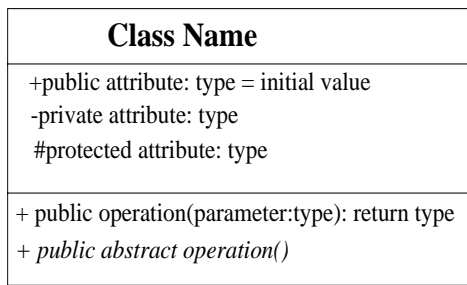 Class Name
+public attribute: type = initial value
-private attribute: type
#protected attribute: type
+ public operation(parameter:type): return type
+ public abstract operation()